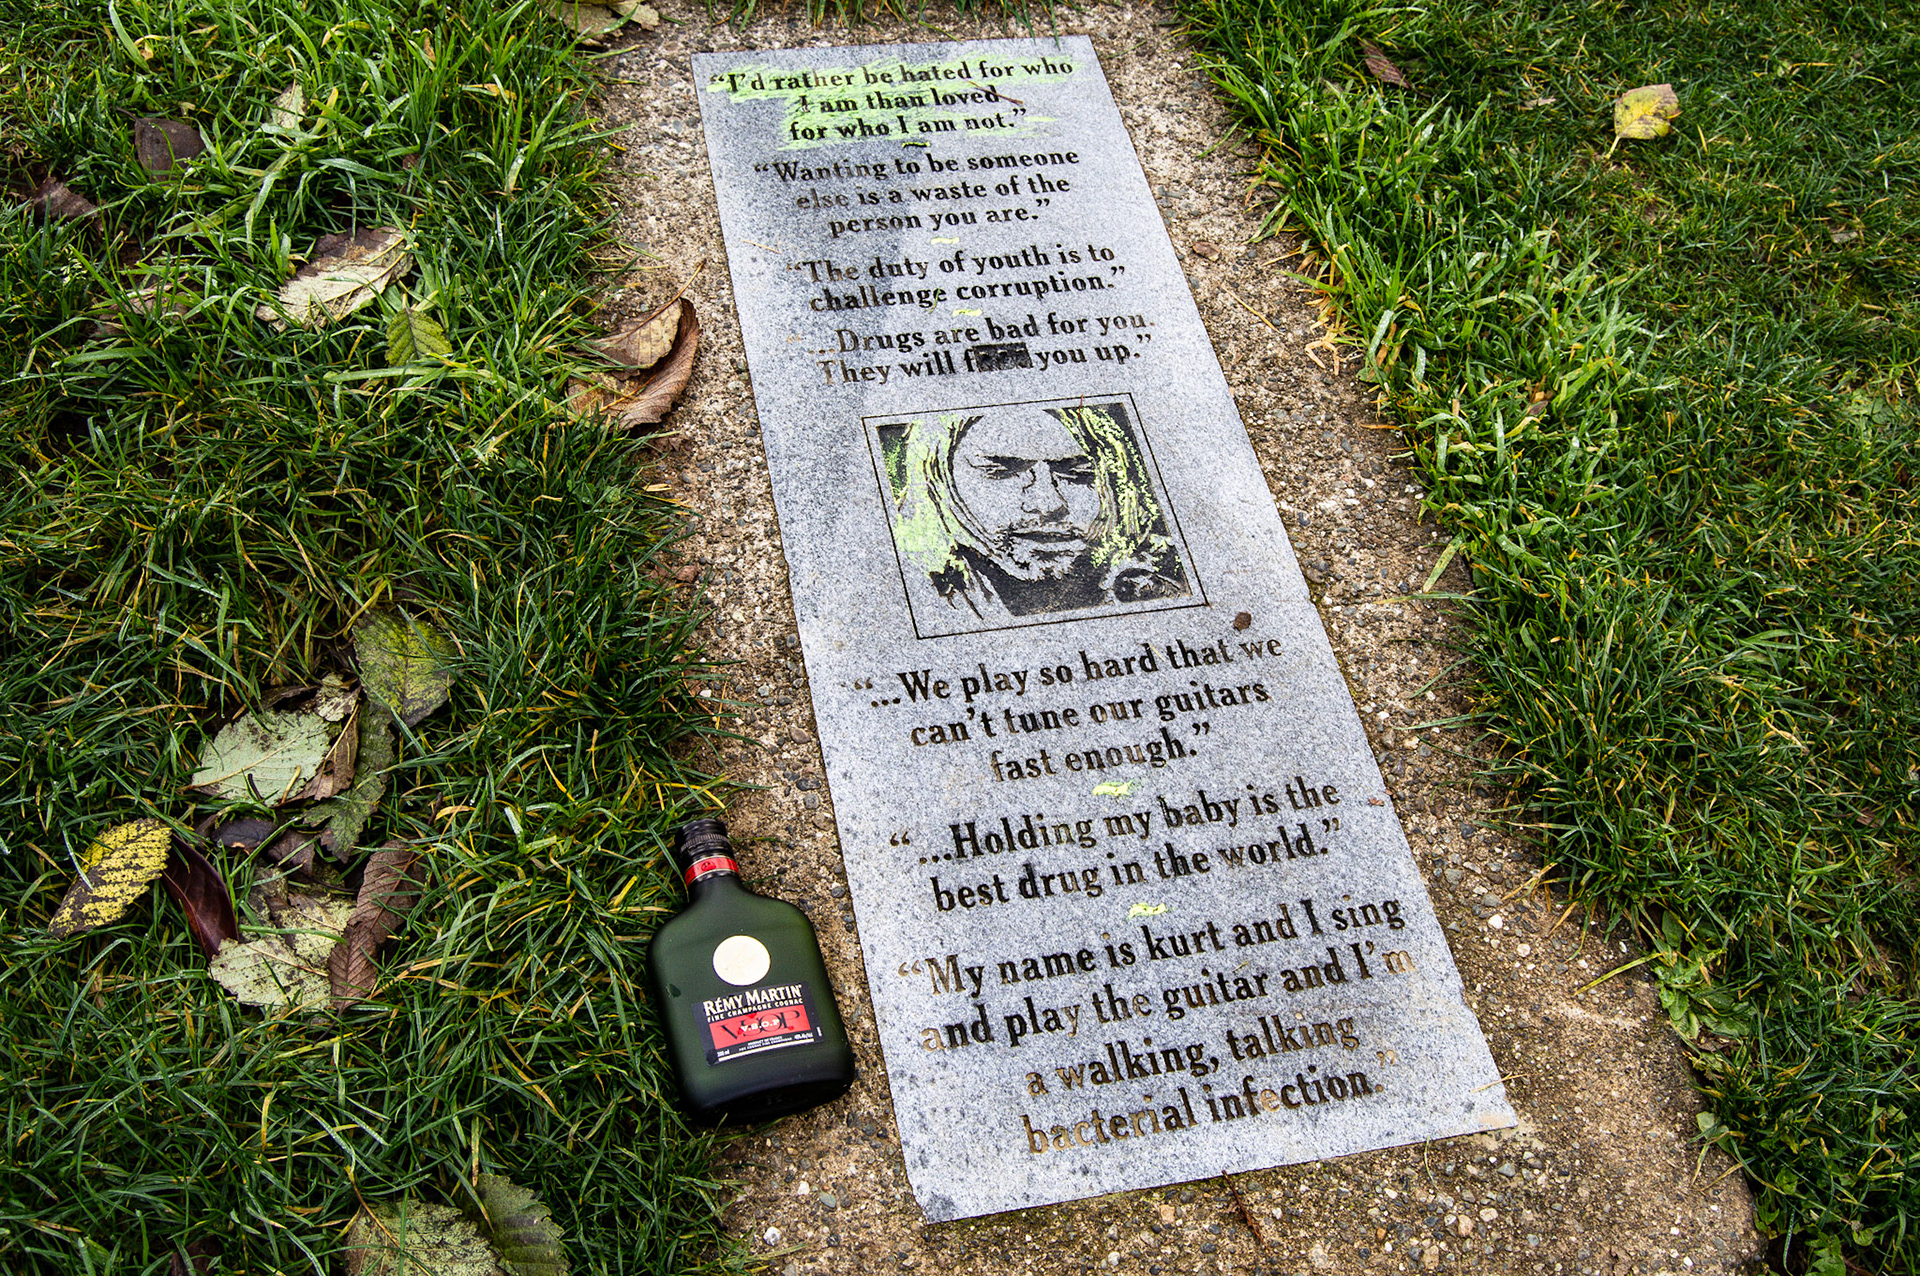 “I’d rather be hated for who
I am than loved
for who I am not.”
~
“Wanting to be someone
else is a waste of the
person you are.”
~
“The duty of youth is to
challenge corruption.”
~
“...Drugs are bad for you.
They will f you up.”
“...We play so hard that we
can’t tune our guitars
fast enough.”
~
“...Holding my baby is the
best drug in the world.”
~
“My name is kurt and I sing
and play the guitar and I’m
a walking, talking
bacterial infection.”
RÉMY MARTIN
FINE CHAMPAGNE COGNAC
V.S.O.P